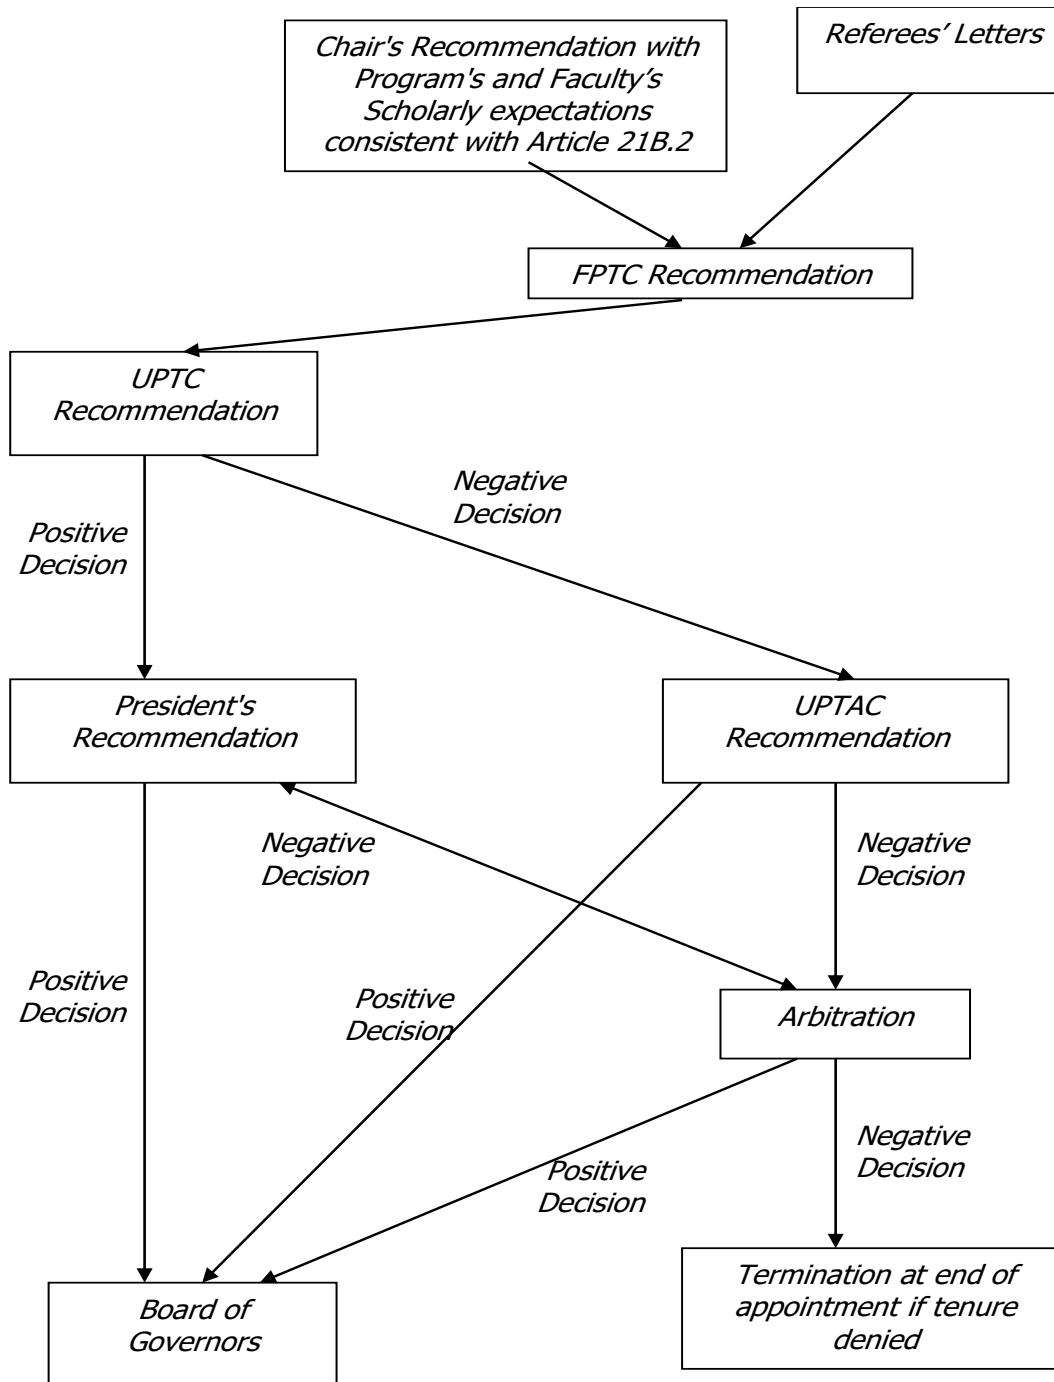 Chair's Recommendation with
Program's and Faculty’s
Scholarly expectations
consistent with Article 21B.2
Referees’ Letters
FPTC Recommendation
UPTC
Recommendation
Negative
Decision
Positive
Decision
President's
Recommendation
UPTAC
Recommendation
Negative
Decision
Negative
Decision
Positive
Decision
Positive
Decision
Arbitration
Negative
Decision
Positive
Decision
Board of
Governors
Termination at end of
appointment if tenure
denied